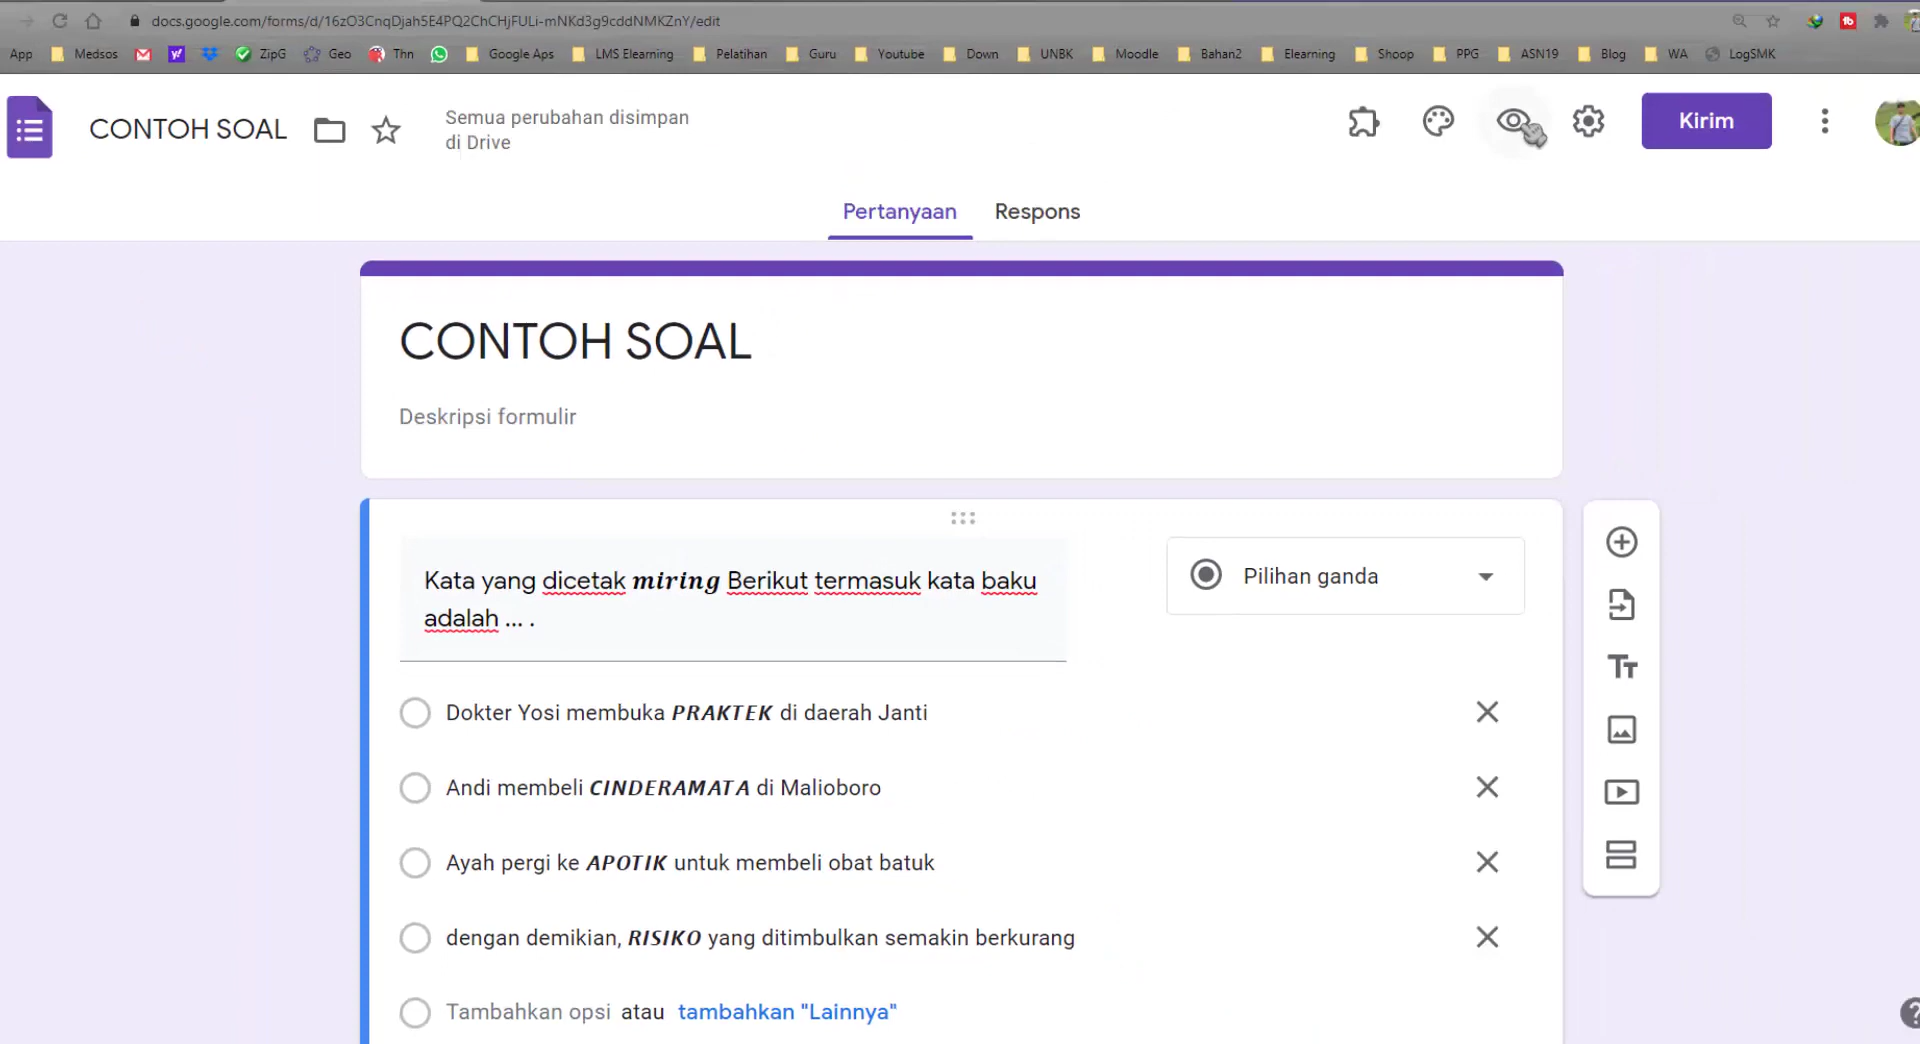 docs.google.com/forms/d/16zO3CnqDjah5E4PQ2ChCHjFULi-mNKd3g9cddNMKZnY/edit
App Medsos ZipG Geo Thn Google Aps LMS Elearning Pelatihan Guru Youtube Down UNBK Moodle Bahan2 Elearning Shoop PPG ASN19 Blog WA LogSMK
CONTOH SOAL
Semua perubahan disimpan
di Drive
Kirim
Pertanyaan Respons
CONTOH SOAL
Deskripsi formulir
Kata yang dicetak miring Berikut termasuk kata baku
adalah ... .
Pilihan ganda
Dokter Yosi membuka PRAKTEK di daerah Janti
Andi membeli CINDERAMATA di Malioboro
Ayah pergi ke APOTIK untuk membeli obat batuk
dengan demikian, RISIKO yang ditimbulkan semakin berkurang
Tambahkan opsi atau tambahkan "Lainnya"